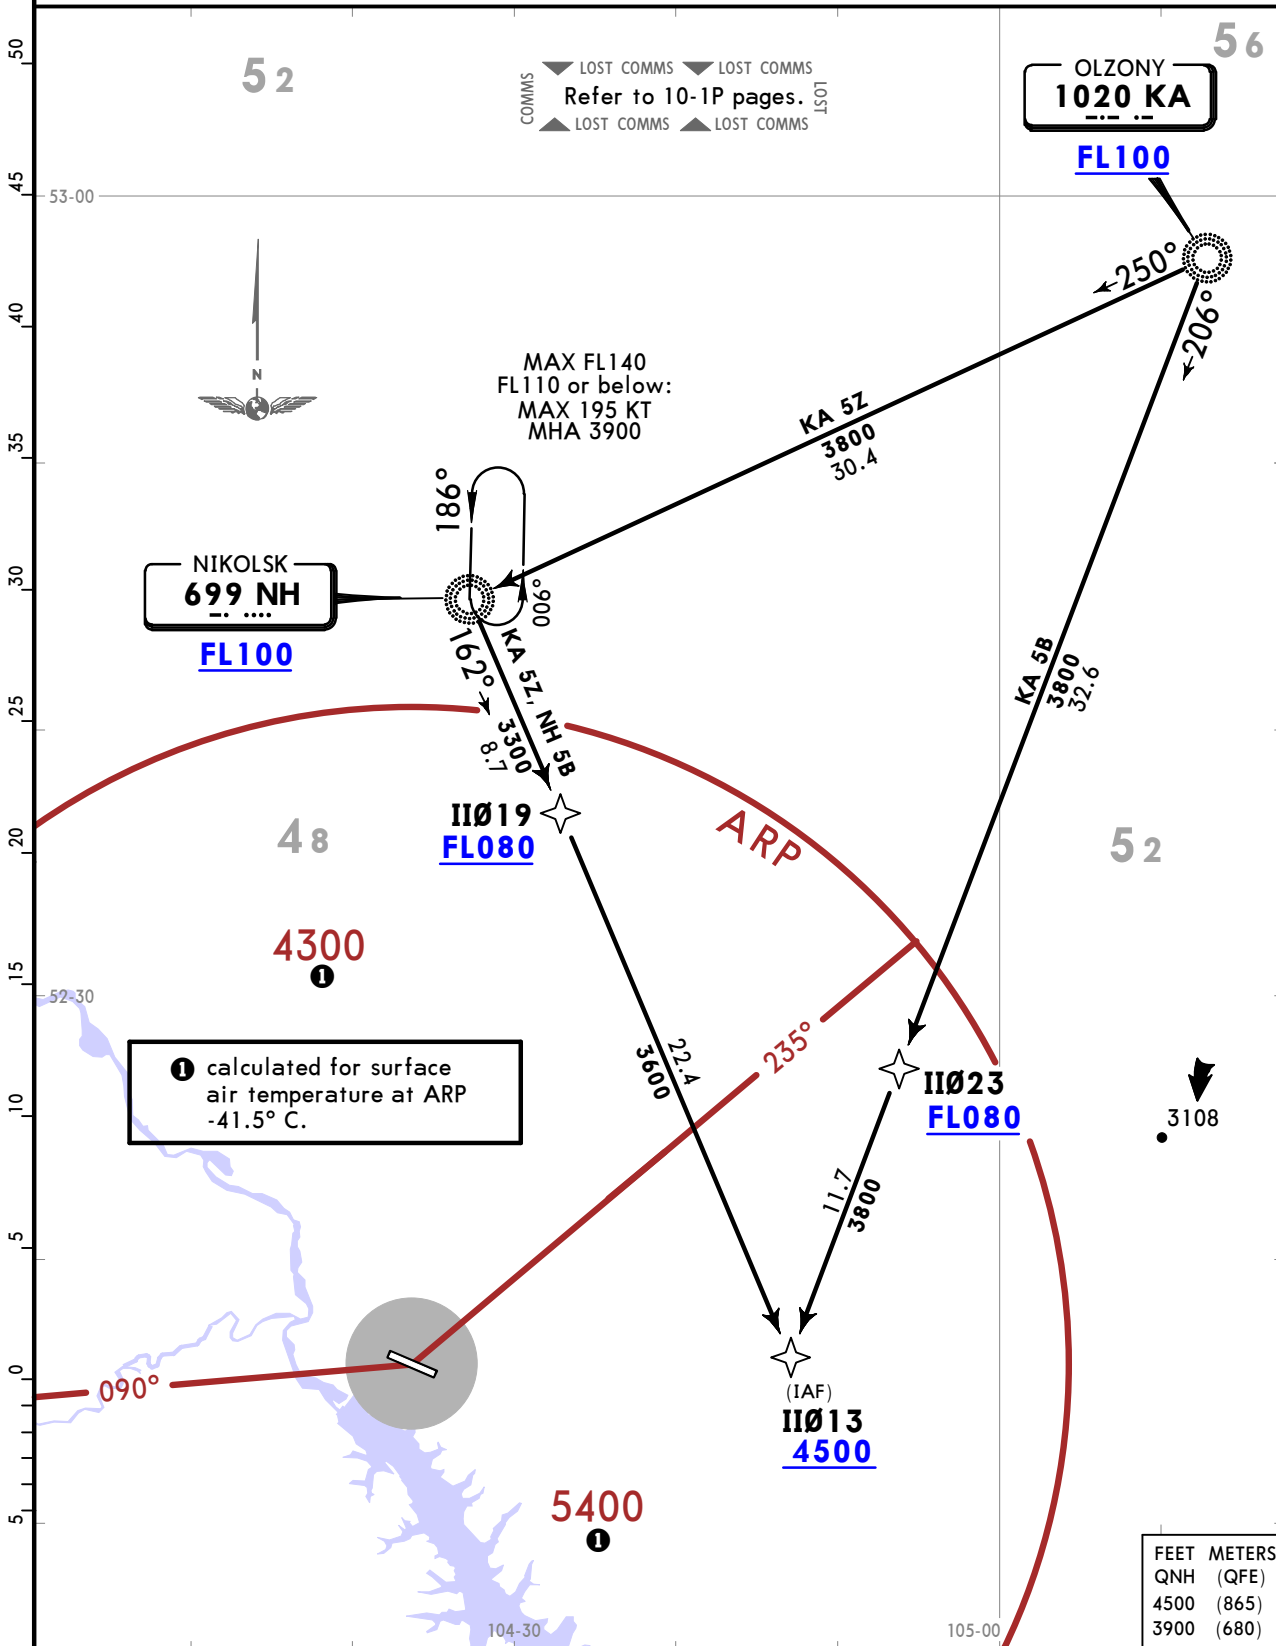 50
45
40
35
30
25
20
15
10
5
0
5
52
56
LOST COMMS LOST COMMS
COMMS
Refer to 10-1P pages.
LOST
LOST COMMS LOST COMMS
OLZONY
1020 KA
FL100
53-00
250°
206°
N
MAX FL140
FL110 or below:
MAX 195 KT
MHA 3900
KA 5Z
3800
30.4
186°
006°
NIKOLSK
699 NH
FL100
162°
KA 5Z, NH 5B
3300
8.7
KA 5B
3800
32.6
IIØ19
FL080
ARP
48
52
4300
1
52-30
1 calculated for surface
air temperature at ARP
-41.5° C.
235°
22.4
3600
IIØ23
FL080
3108
11.7
3800
090°
(IAF)
IIØ13
4500
5400
1
FEET METERS
QNH (QFE)
4500 (865)
3900 (680)
104-30
105-00